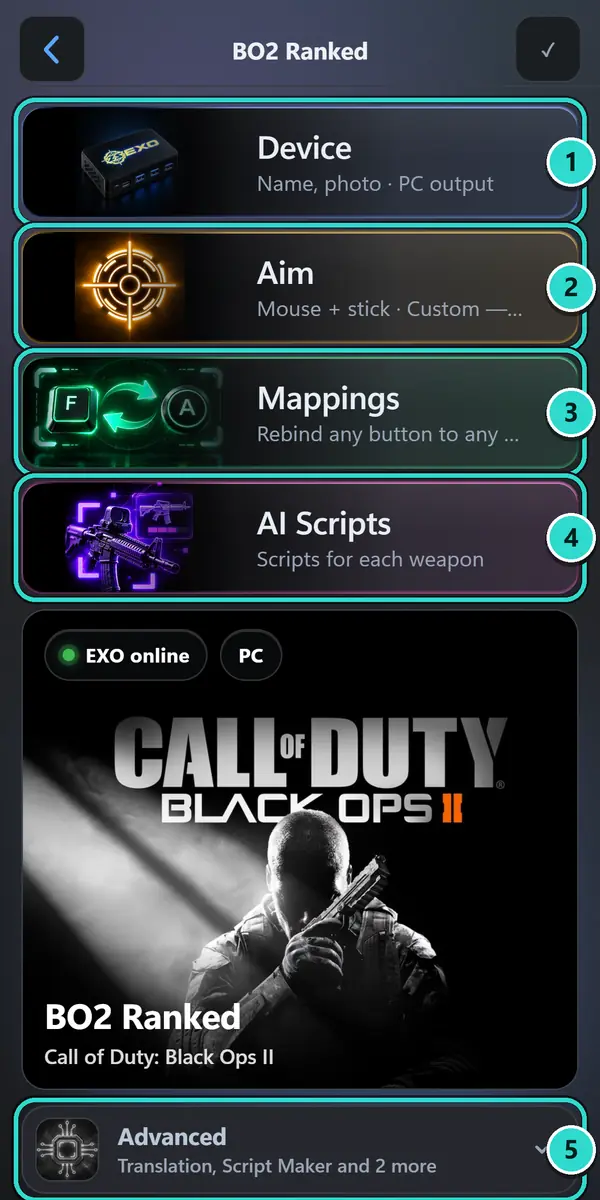 BO2 Ranked
✓
EXO
Device
Name, photo · PC output
1
Aim
Mouse + stick · Custom —...
2
F
A
Mappings
Rebind any button to any ...
3
AI Scripts
Scripts for each weapon
4
EXO online
PC
CALL OF DUTY®
BLACK OPS II
BO2 Ranked
Call of Duty: Black Ops II
Advanced
Translation, Script Maker and 2 more
5